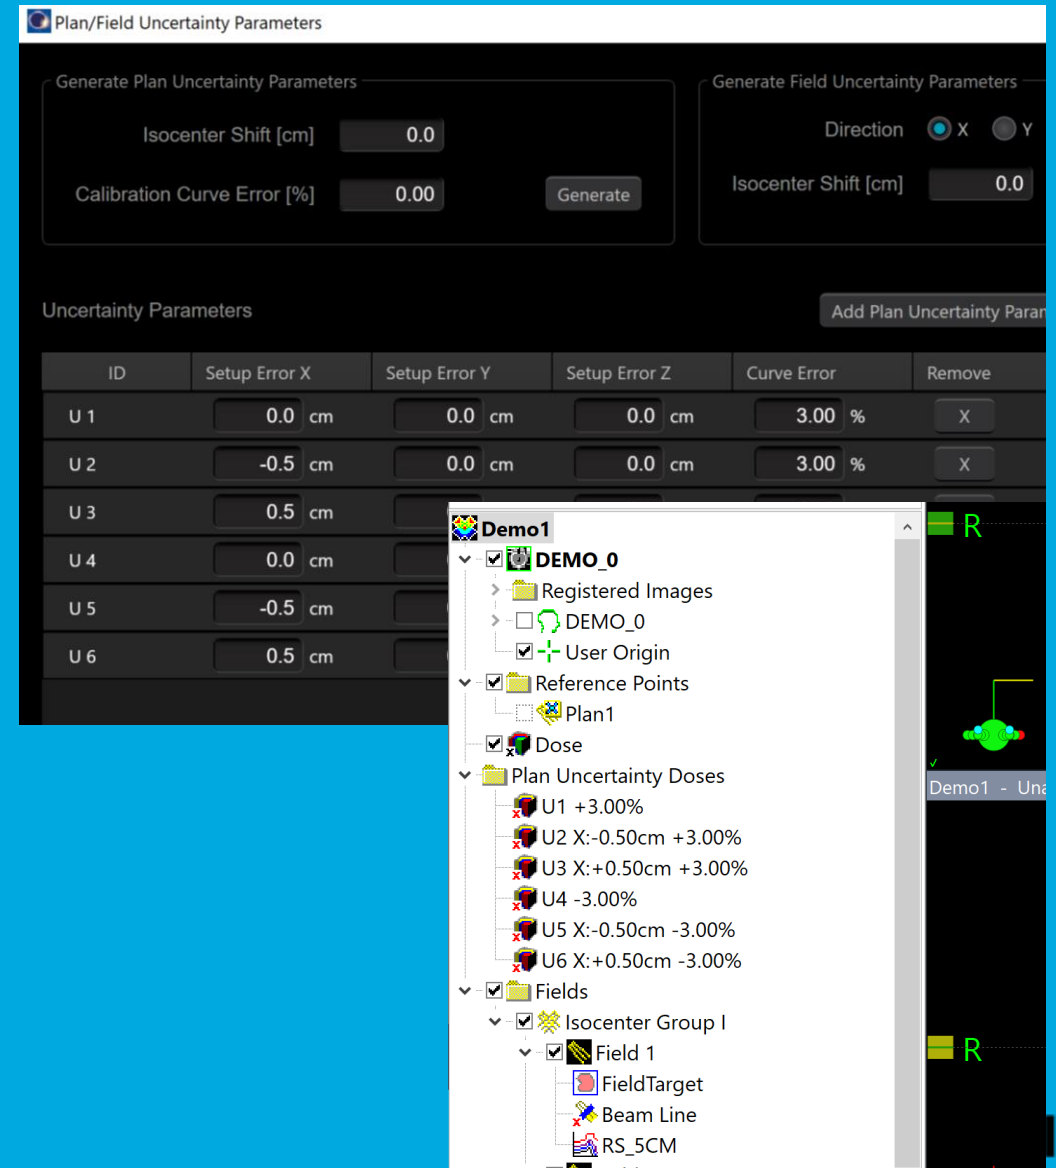 Plan/Field Uncertainty Parameters
Generate Plan Uncertainty Parameters
Generate Field Uncertainty Parameters
Isocenter Shift [cm] 0.0
Direction X Y
Calibration Curve Error [%] 0.00 Generate
Isocenter Shift [cm] 0.0
Uncertainty Parameters
Add Plan Uncertainty Param
ID Setup Error X Setup Error Y Setup Error Z Curve Error Remove
U 1 0.0 cm 0.0 cm 0.0 cm 3.00 % X
U 2 -0.5 cm 0.0 cm 0.0 cm 3.00 % X
U 3 0.5 cm
U 4 0.0 cm
U 5 -0.5 cm
U 6 0.5 cm
Demo1
DEMO_0
Registered Images
DEMO_0
User Origin
Reference Points
Plan1
Dose
Plan Uncertainty Doses
U1 +3.00%
U2 X:-0.50cm +3.00%
U3 X:+0.50cm +3.00%
U4 -3.00%
U5 X:-0.50cm -3.00%
U6 X:+0.50cm -3.00%
Fields
Isocenter Group I
Field 1
FieldTarget
Beam Line
RS_5CM
R
Demo1 - Una
R